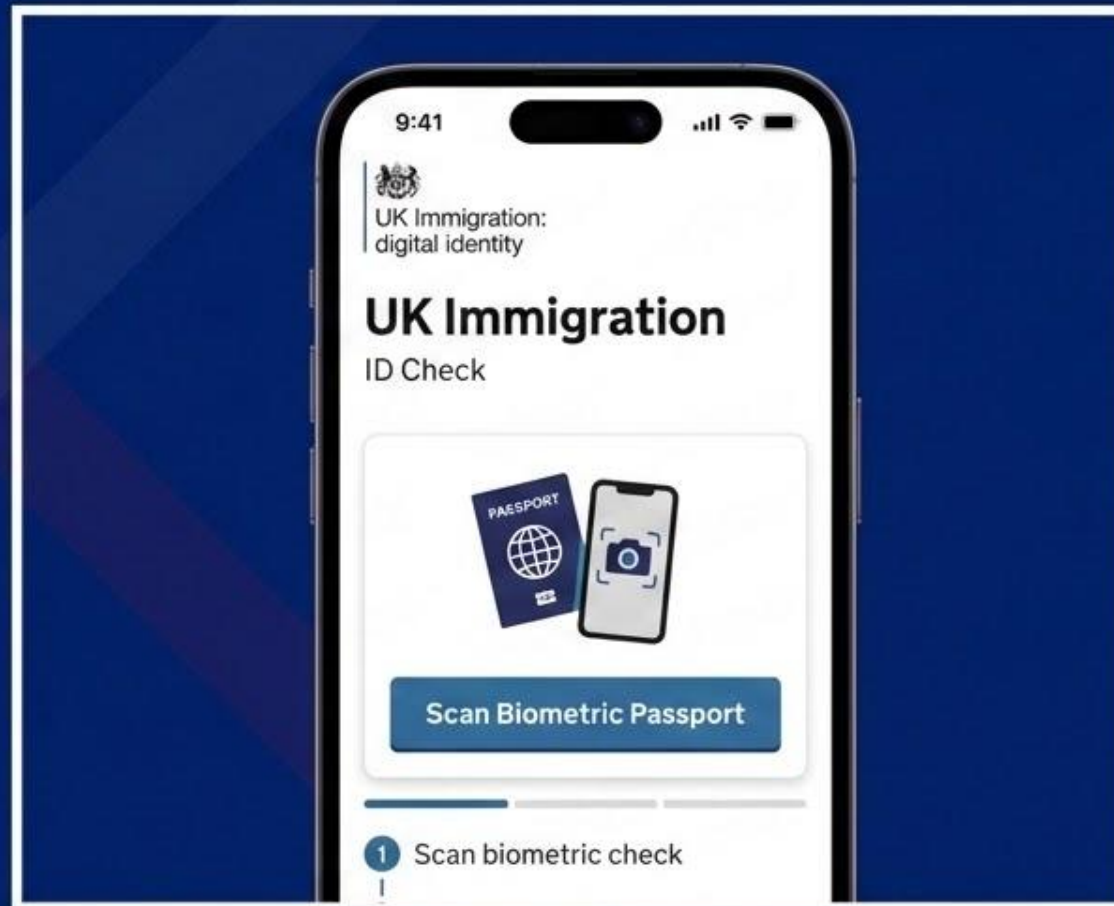 9:41
UK Immigration:
digital identity
UK Immigration
ID Check
PAESPORT
Scan Biometric Passport
1 Scan biometric check